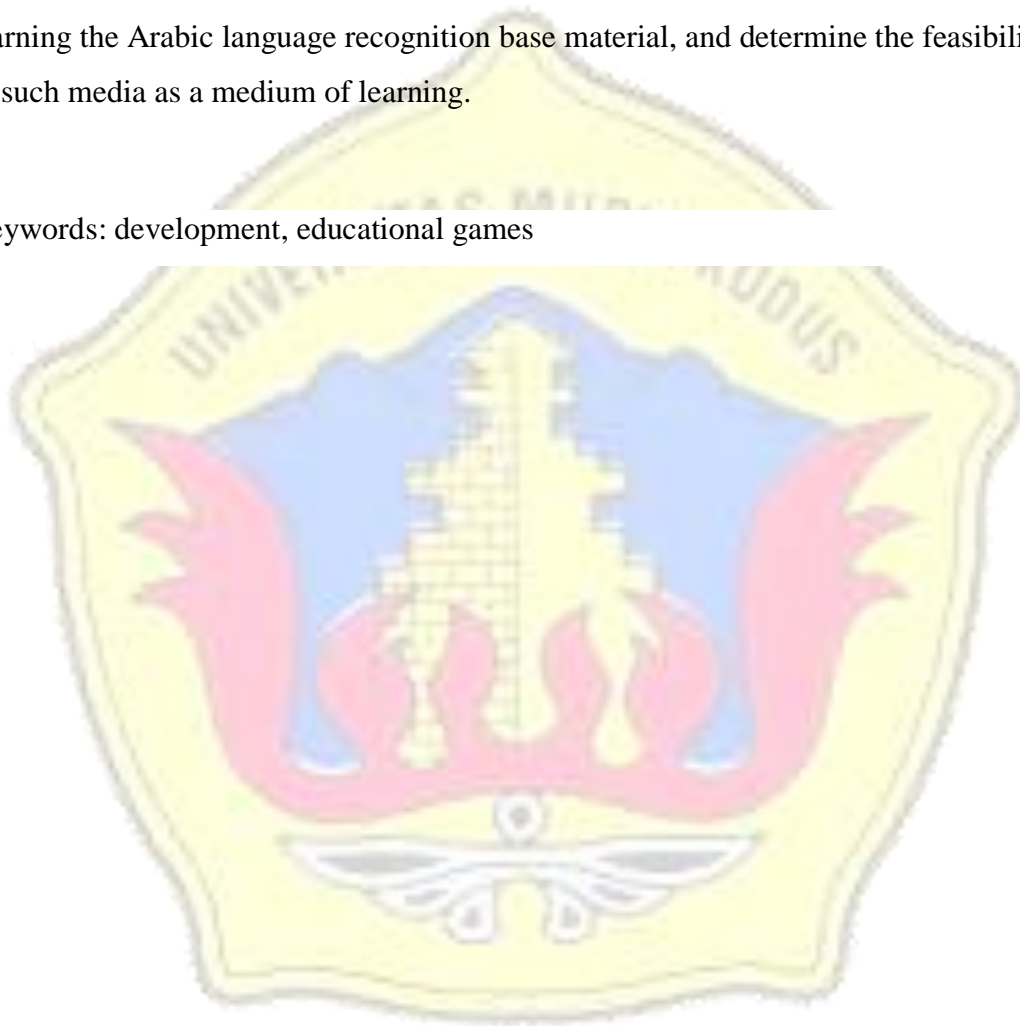 arning the Arabic language recognition base material, and determine the feasibili
such media as a medium of learning.
eywords: development, educational games